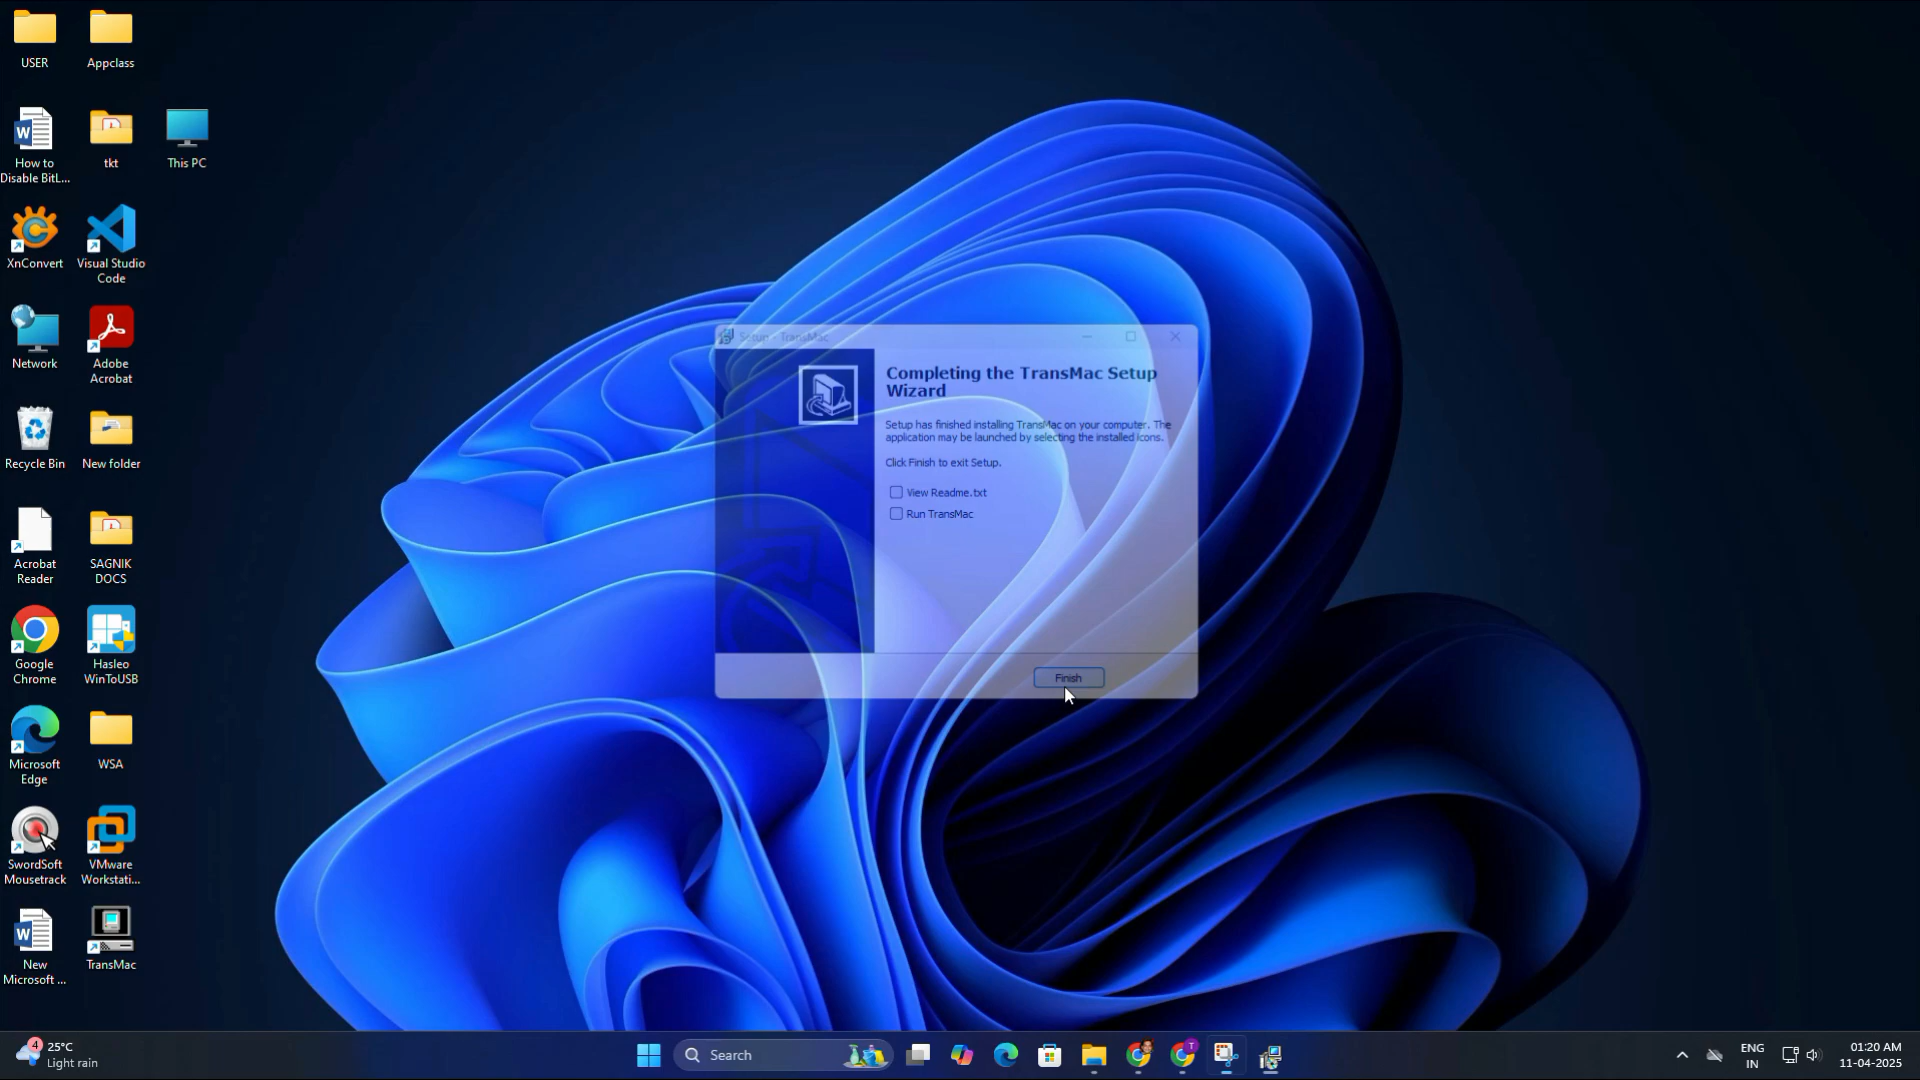 USER
Appclass
How to
Disable BitL...
tkt
This PC
XnConvert
Visual Studio
Code
Network
Adobe
Acrobat
Recycle Bin
New folder
Acrobat
Reader
SAGNIK
DOCS
Google
Chrome
Hasleo
WinToUSB
Microsoft
Edge
WSA
SwordSoft
Mousetrack
VMware
Workstati...
New
Microsoft ...
TransMac
Setup - TransMac
Completing the TransMac Setup
Wizard
Setup has finished installing TransMac on your computer. The
application may be launched by selecting the installed icons.
Click Finish to exit Setup.
View Readme.txt
Run TransMac
Finish
4
25°C
Light rain
Search
T
ENG
IN
01:20 AM
11-04-2025